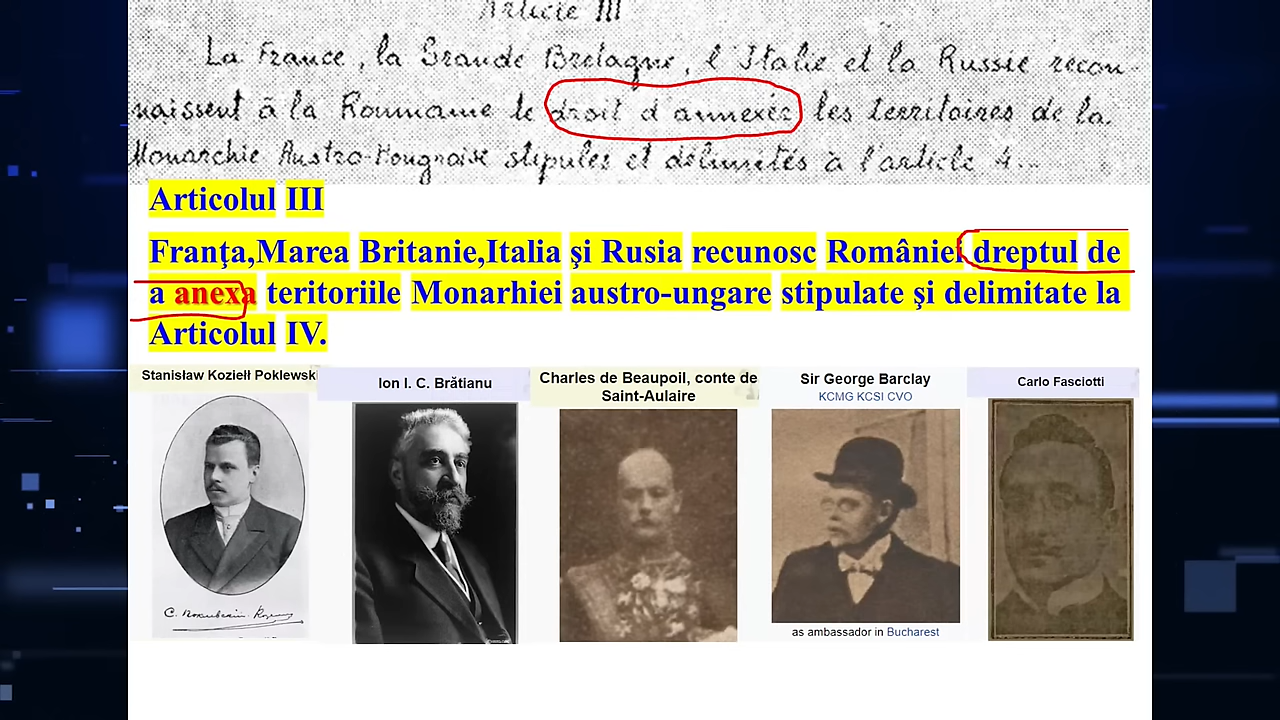 Article III
La France, la Grande Bretagne, l'Italie et la Russie recon-
naissent à la Roumanie le droit d'annexer les territoires de la
Monarchie Austro-Hongroise stipulés et délimités à l'article 4...
Articolul III
Franţa,Marea Britanie,Italia şi Rusia recunosc României dreptul de
a anexa teritoriile Monarhiei austro-ungare stipulate şi delimitate la
Articolul IV.
Stanisław Koziełł Poklewski
Ion I. C. Brătianu
Charles de Beaupoil, conte de
Saint-Aulaire
Sir George Barclay
KCMG KCSI CVO
Carlo Fasciotti
as ambassador in Bucharest